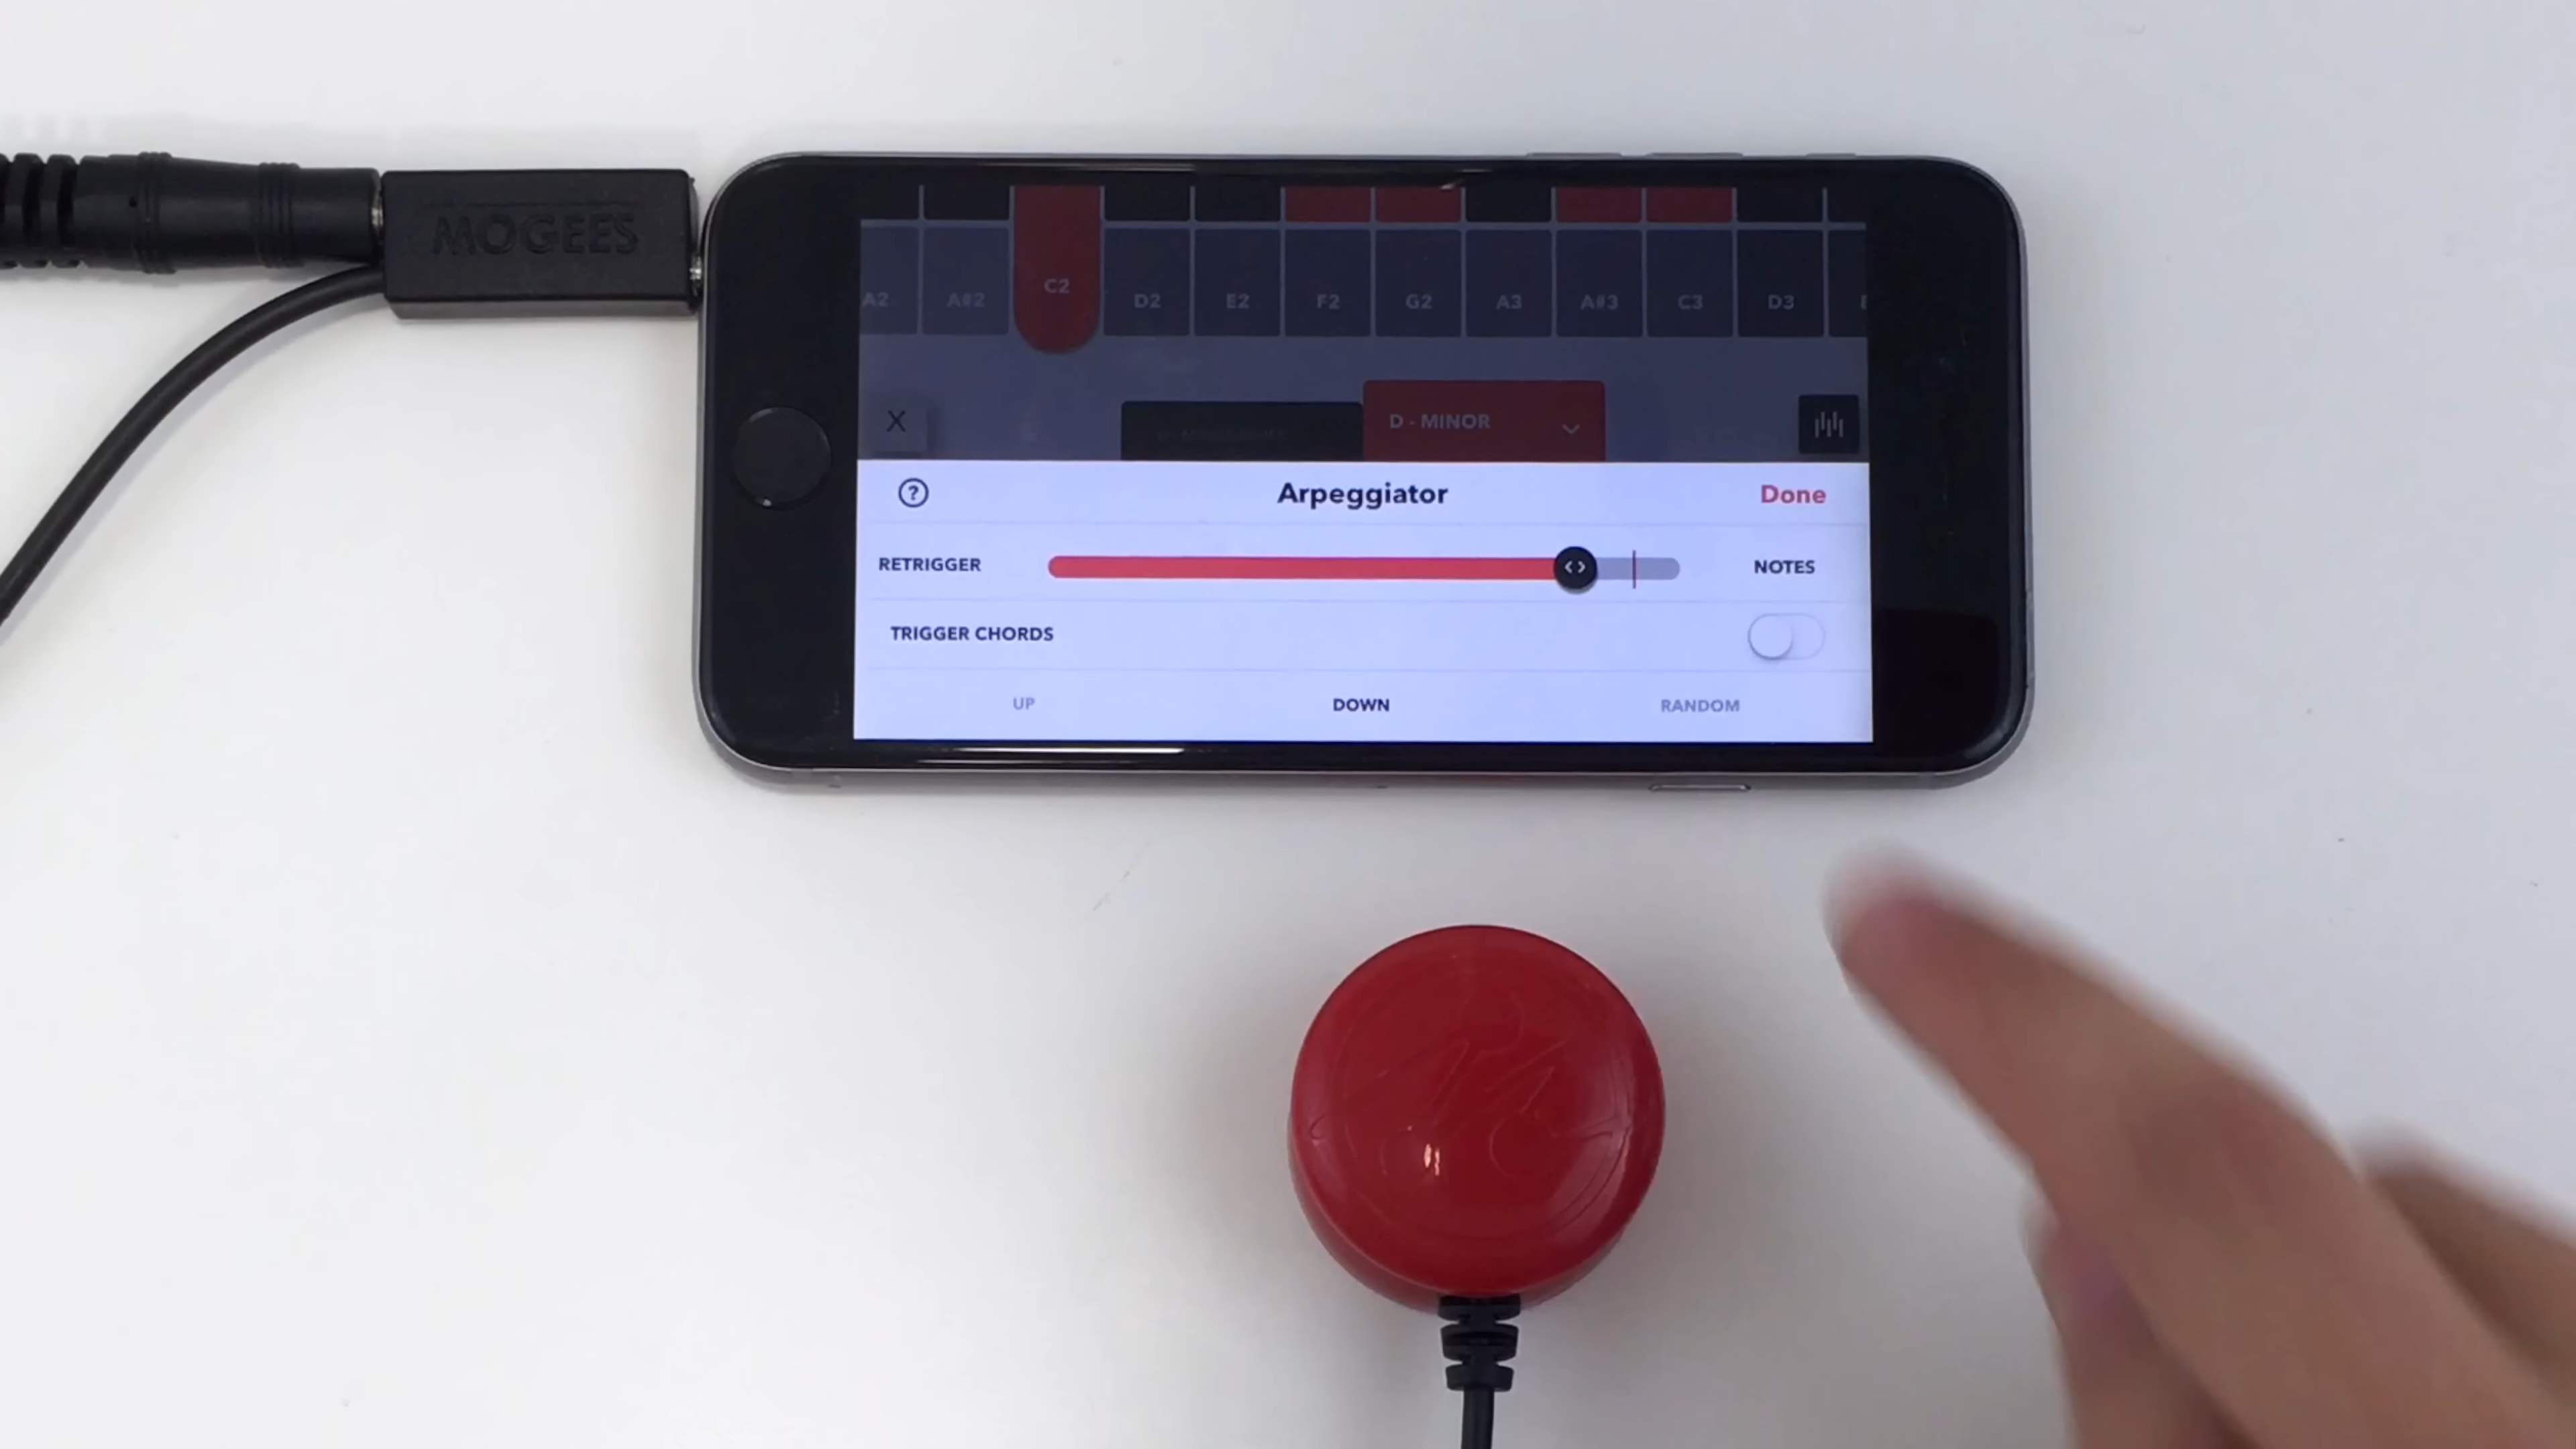 MOGEES
A2 A#2 C2 D2 E2 F2 G2 A3 A#3 C3 D3
X D - MINOR
? Arpeggiator Done
RETRIGGER NOTES
TRIGGER CHORDS
UP DOWN RANDOM